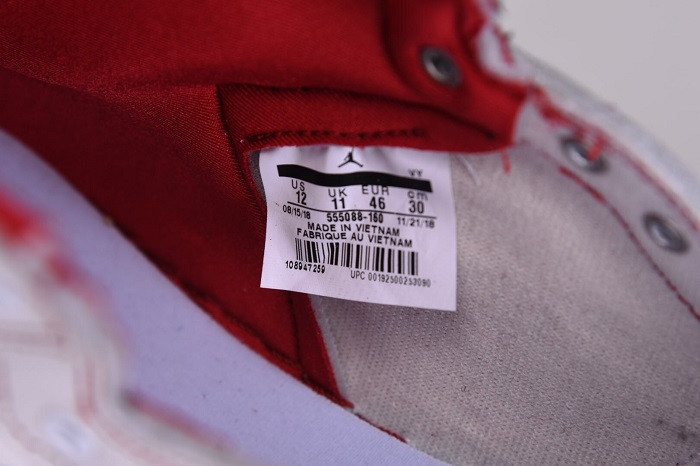 US UK EUR cm
12 11 46 30
08/15/18 555088-160 11/21/18
MADE IN VIETNAM
FABRIQUE AU VIETNAM
108947259
UPC 00192500253090